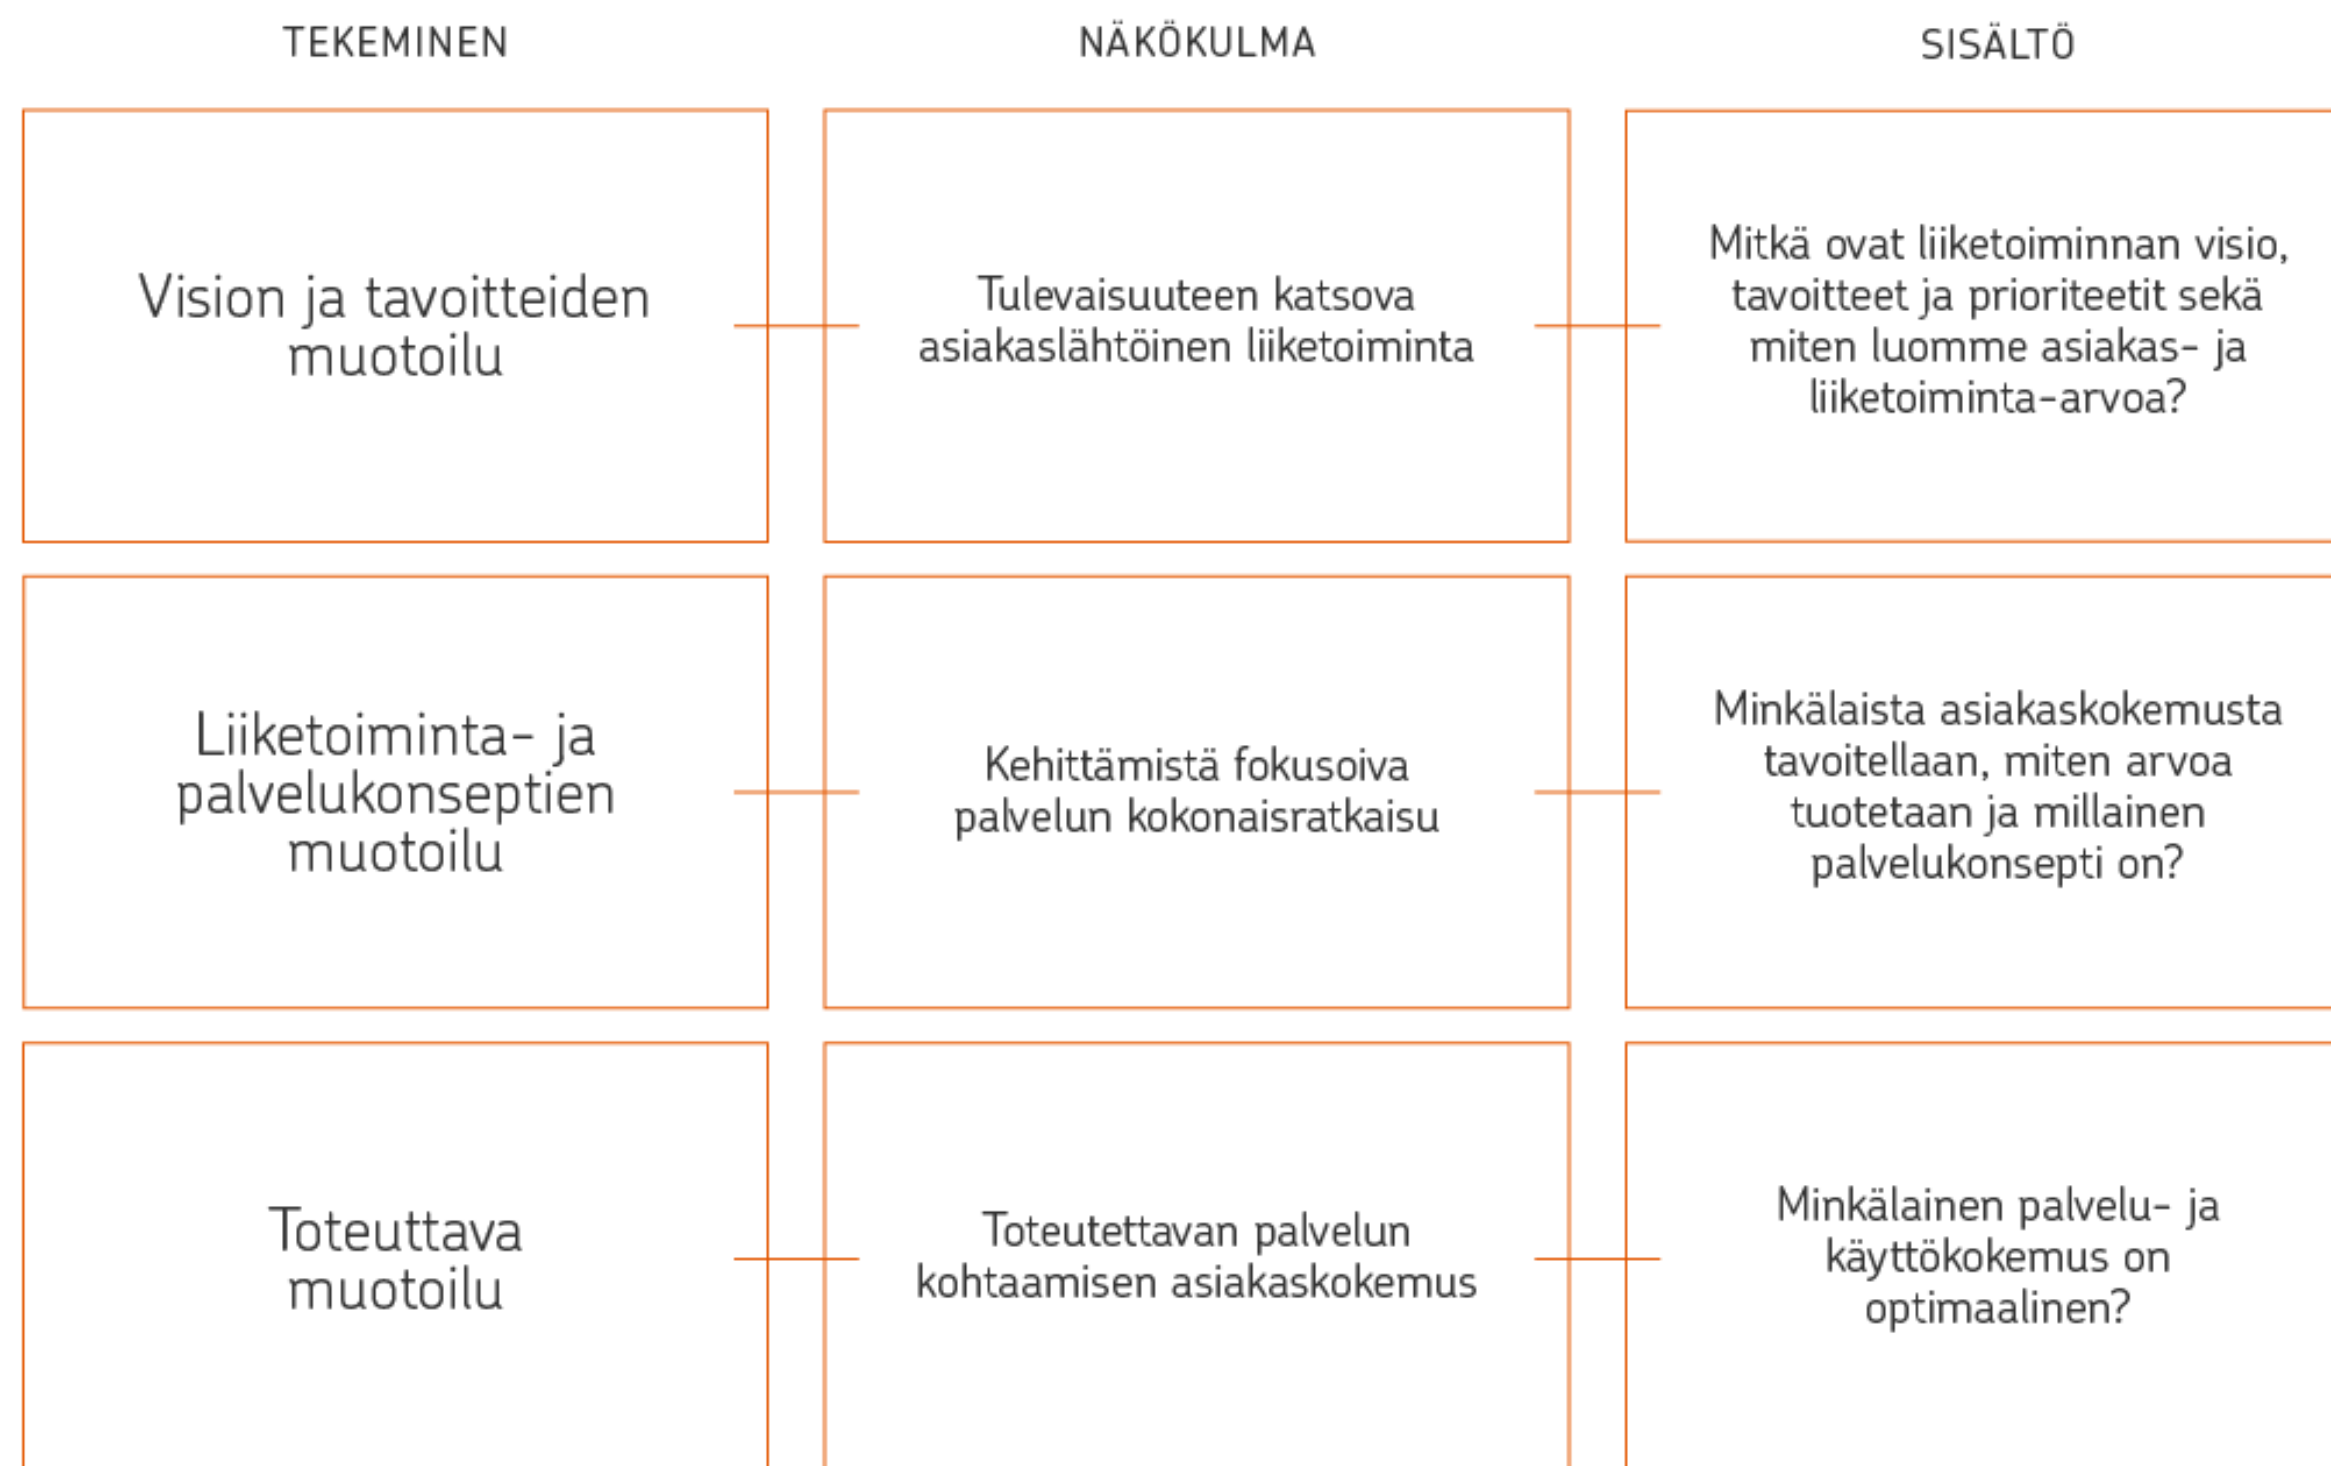 TEKEMINEN
NÄKÖKULMA
SISÄLTÖ
Vision ja tavoitteiden
muotoilu
Tulevaisuuteen katsova
asiakaslähtöinen liiketoiminta
Mitkä ovat liiketoiminnan visio,
tavoitteet ja prioriteetit sekä
miten luomme asiakas- ja
liiketoiminta-arvoa?
Liiketoiminta- ja
palvelukonseptien
muotoilu
Kehittämistä fokusoiva
palvelun kokonaisratkaisu
Minkälaista asiakaskokemusta
tavoitellaan, miten arvoa
tuotetaan ja millainen
palvelukonsepti on?
Toteuttava
muotoilu
Toteutettavan palvelun
kohtaamisen asiakaskokemus
Minkälainen palvelu- ja
käyttökokemus on
optimaalinen?